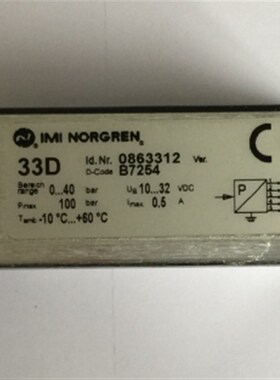 IMI NORGREN®
33D Id. Nr. 0863312 Ver.
D-Code B7254
Bereich
range 0...40 bar UB 10...32 VDC
Pmax 100 bar Imax 0,5 A
Tamb. -10 °C...+60 °C
P